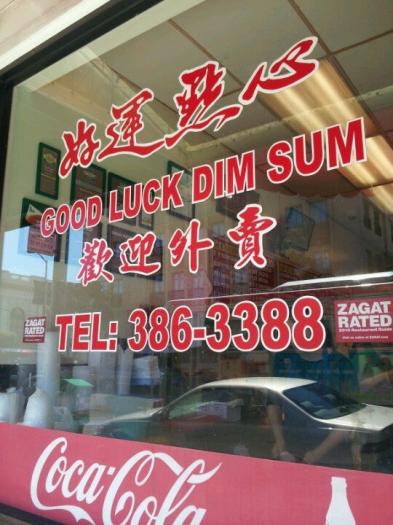 好運點心
GOOD LUCK DIM SUM
歡迎外賣
ZAGAT
RATED
TEL: 386-3388
ZAGAT
RATED
Coca-Cola